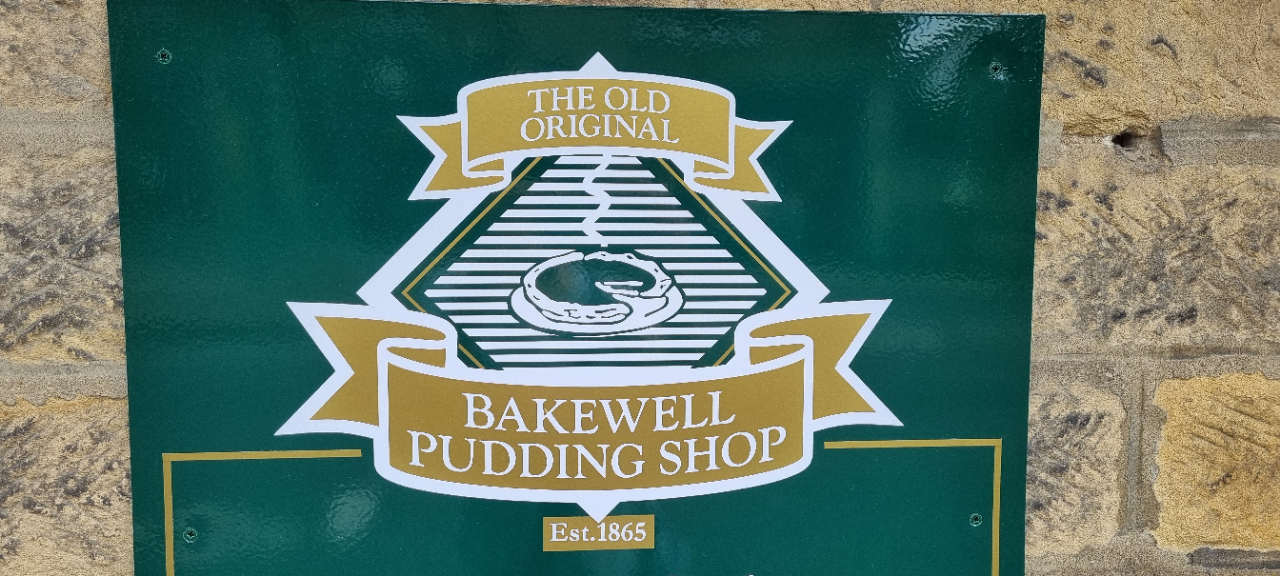 THE OLD
ORIGINAL
BAKEWELL
PUDDING SHOP
Est.1865